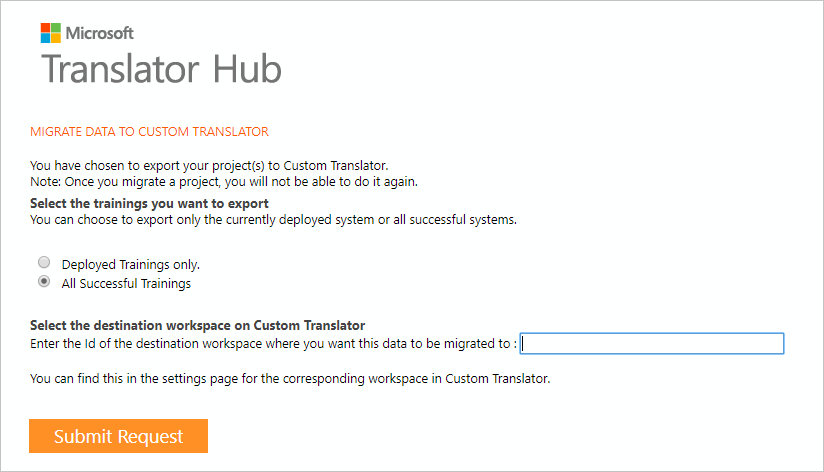 Microsoft
Translator Hub
MIGRATE DATA TO CUSTOM TRANSLATOR
You have chosen to export your project(s) to Custom Translator.
Note: Once you migrate a project, you will not be able to do it again.
Select the trainings you want to export
You can choose to export only the currently deployed system or all successful systems.
Deployed Trainings only.
All Successful Trainings
Select the destination workspace on Custom Translator
Enter the Id of the destination workspace where you want this data to be migrated to :
You can find this in the settings page for the corresponding workspace in Custom Translator.
Submit Request